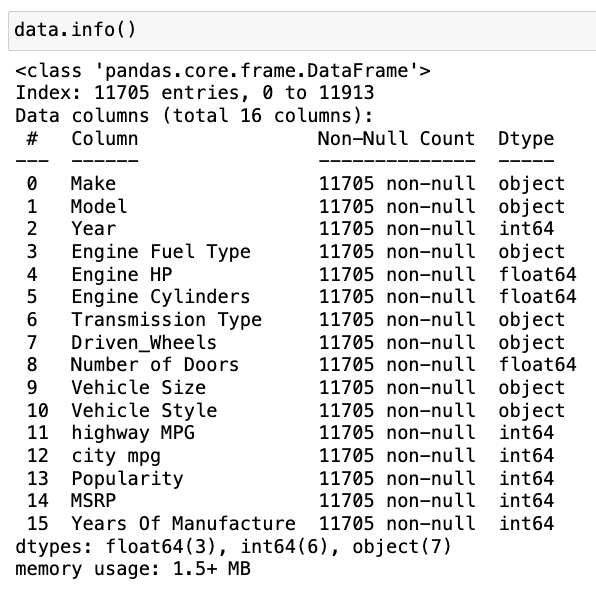 data.info()
<class 'pandas.core.frame.DataFrame'>
Index: 11705 entries, 0 to 11913
Data columns (total 16 columns):
 #   Column               Non-Null Count  Dtype
---  ------               --------------  -----
 0   Make                 11705 non-null  object
 1   Model                11705 non-null  object
 2   Year                 11705 non-null  int64
 3   Engine Fuel Type     11705 non-null  object
 4   Engine HP            11705 non-null  float64
 5   Engine Cylinders     11705 non-null  float64
 6   Transmission Type    11705 non-null  object
 7   Driven_Wheels        11705 non-null  object
 8   Number of Doors      11705 non-null  float64
 9   Vehicle Size         11705 non-null  object
 10  Vehicle Style        11705 non-null  object
 11  highway MPG          11705 non-null  int64
 12  city mpg             11705 non-null  int64
 13  Popularity           11705 non-null  int64
 14  MSRP                 11705 non-null  int64
 15  Years Of Manufacture 11705 non-null  int64
dtypes: float64(3), int64(6), object(7)
memory usage: 1.5+ MB